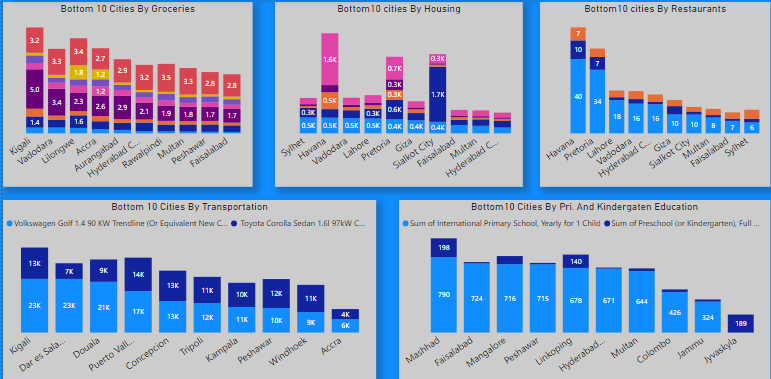 Bottom 10 Cities By Groceries
3.2
5.0
1.4
3.3
3.4
3.4
1.8
2.3
1.6
2.7
1.2
1.2
2.6
2.9
2.9
3.2
2.1
3.5
1.9
3.3
1.8
2.8
1.7
2.8
1.7
Kigali
Vadodara
Lilongwe
Accra
Aurangabad
Hyderabad C...
Rawalpindi
Multan
Peshawar
Faisalabad
Bottom10 cities By Housing
0.3K
0.5K
1.6K
0.5K
0.5K
0.5K
0.3K
0.5K
0.7K
0.3K
0.3K
0.6K
0.4K
0.4K
0.3K
1.7K
0.4K
Sylhet
Havana
Vadodara
Lahore
Pretoria
Giza
Sialkot City
Faisalabad
Multan
Hyderabad C...
Bottom10 cities By Restaurants
7
10
40
7
34
18
16
16
10
10
8
7
6
Havana
Pretoria
Lahore
Vadodara
Hyderabad C...
Giza
Sialkot City
Multan
Faisalabad
Sylhet
Bottom 10 Cities By Transportation
Volkswagen Golf 1.4 90 KW Trendline (Or Equivalent New C...
Toyota Corolla Sedan 1.6l 97kW C...
13K
23K
7K
23K
9K
21K
14K
17K
13K
13K
11K
12K
10K
11K
12K
10K
11K
9K
4K
6K
Kigali
Dar es Sala...
Douala
Puerto Vall...
Concepcion
Tripoli
Kampala
Peshawar
Windhoek
Accra
Bottom10 Cities By Pri. And Kindergaten Education
Sum of International Primary School, Yearly for 1 Child
Sum of Preschool (or Kindergarten), Full ...
198
790
724
716
715
140
678
671
644
426
324
189
Mashhad
Faisalabad
Mangalore
Peshawar
Linkoping
Hyderabad...
Multan
Colombo
Jammu
Jyvaskyla